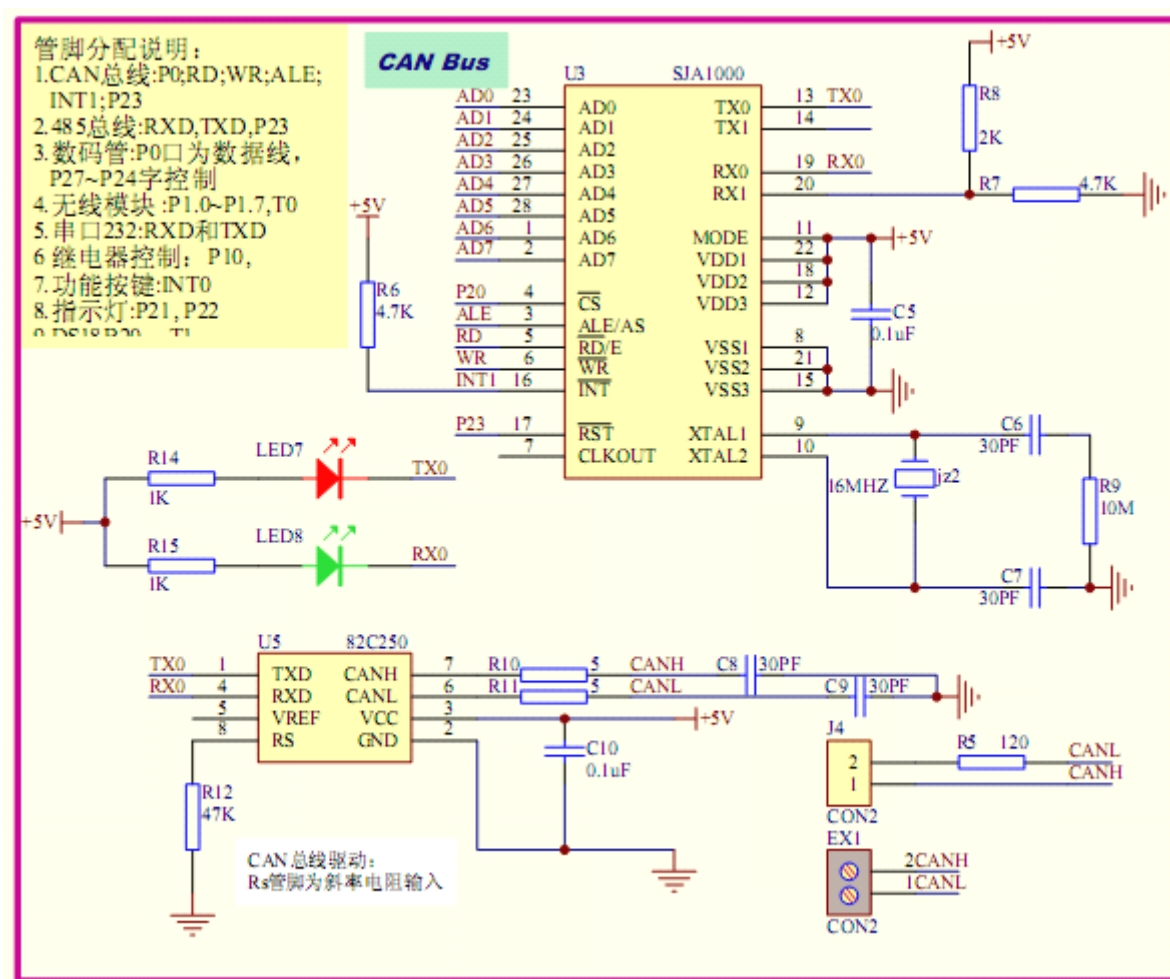 管脚分配说明：
1.CAN总线:P0;RD;WR;ALE;
INT1;P23
2.485总线:RXD,TXD,P23
3.数码管:P0口为数据线，
P27~P24字控制
4.无线模块:P1.0~P1.7,T0
5.串口232:RXD和TXD
6 继电器控制：P10,
7.功能按键:INT0
8.指示灯:P21, P22
CAN Bus
U3 SJA1000
AD0 23 AD0 TX0 13 TX0
AD1 24 AD1 TX1 14
AD2 25 AD2
AD3 26 AD3 RX0 19 RX0
AD4 27 AD4 RX1 20
AD5 28 AD5
AD6 1 AD6 MODE 11
AD7 2 AD7 VDD1 22
VDD2 18
P20 4 CS VDD3 12
ALE 3 ALE/AS
RD 5 RD/E VSS1 8
WR 6 WR VSS2 21
INT1 16 INT VSS3 15
P23 17 RST XTAL1 9
7 CLKOUT XTAL2 10
+5V
R8
2K
R7 4.7K
+5V
C5
0.1uF
+5V
R6
4.7K
C6
30PF
16MHZ jz2
R9
10M
C7
30PF
R14 LED7 TX0
1K
+5V
R15 LED8 RX0
1K
U5 82C250
TX0 1 TXD CANH 7 R10 5 CANH C8 30PF
RX0 4 RXD CANL 6 R11 5 CANL C9 30PF
5 VREF VCC 3 +5V
8 RS GND 2
C10
0.1uF
R12
47K
CAN总线驱动：
Rs管脚为斜率电阻输入
J4
2 R5 120 CANL
1 CANH
CON2
EX1
2CANH
1CANL
CON2